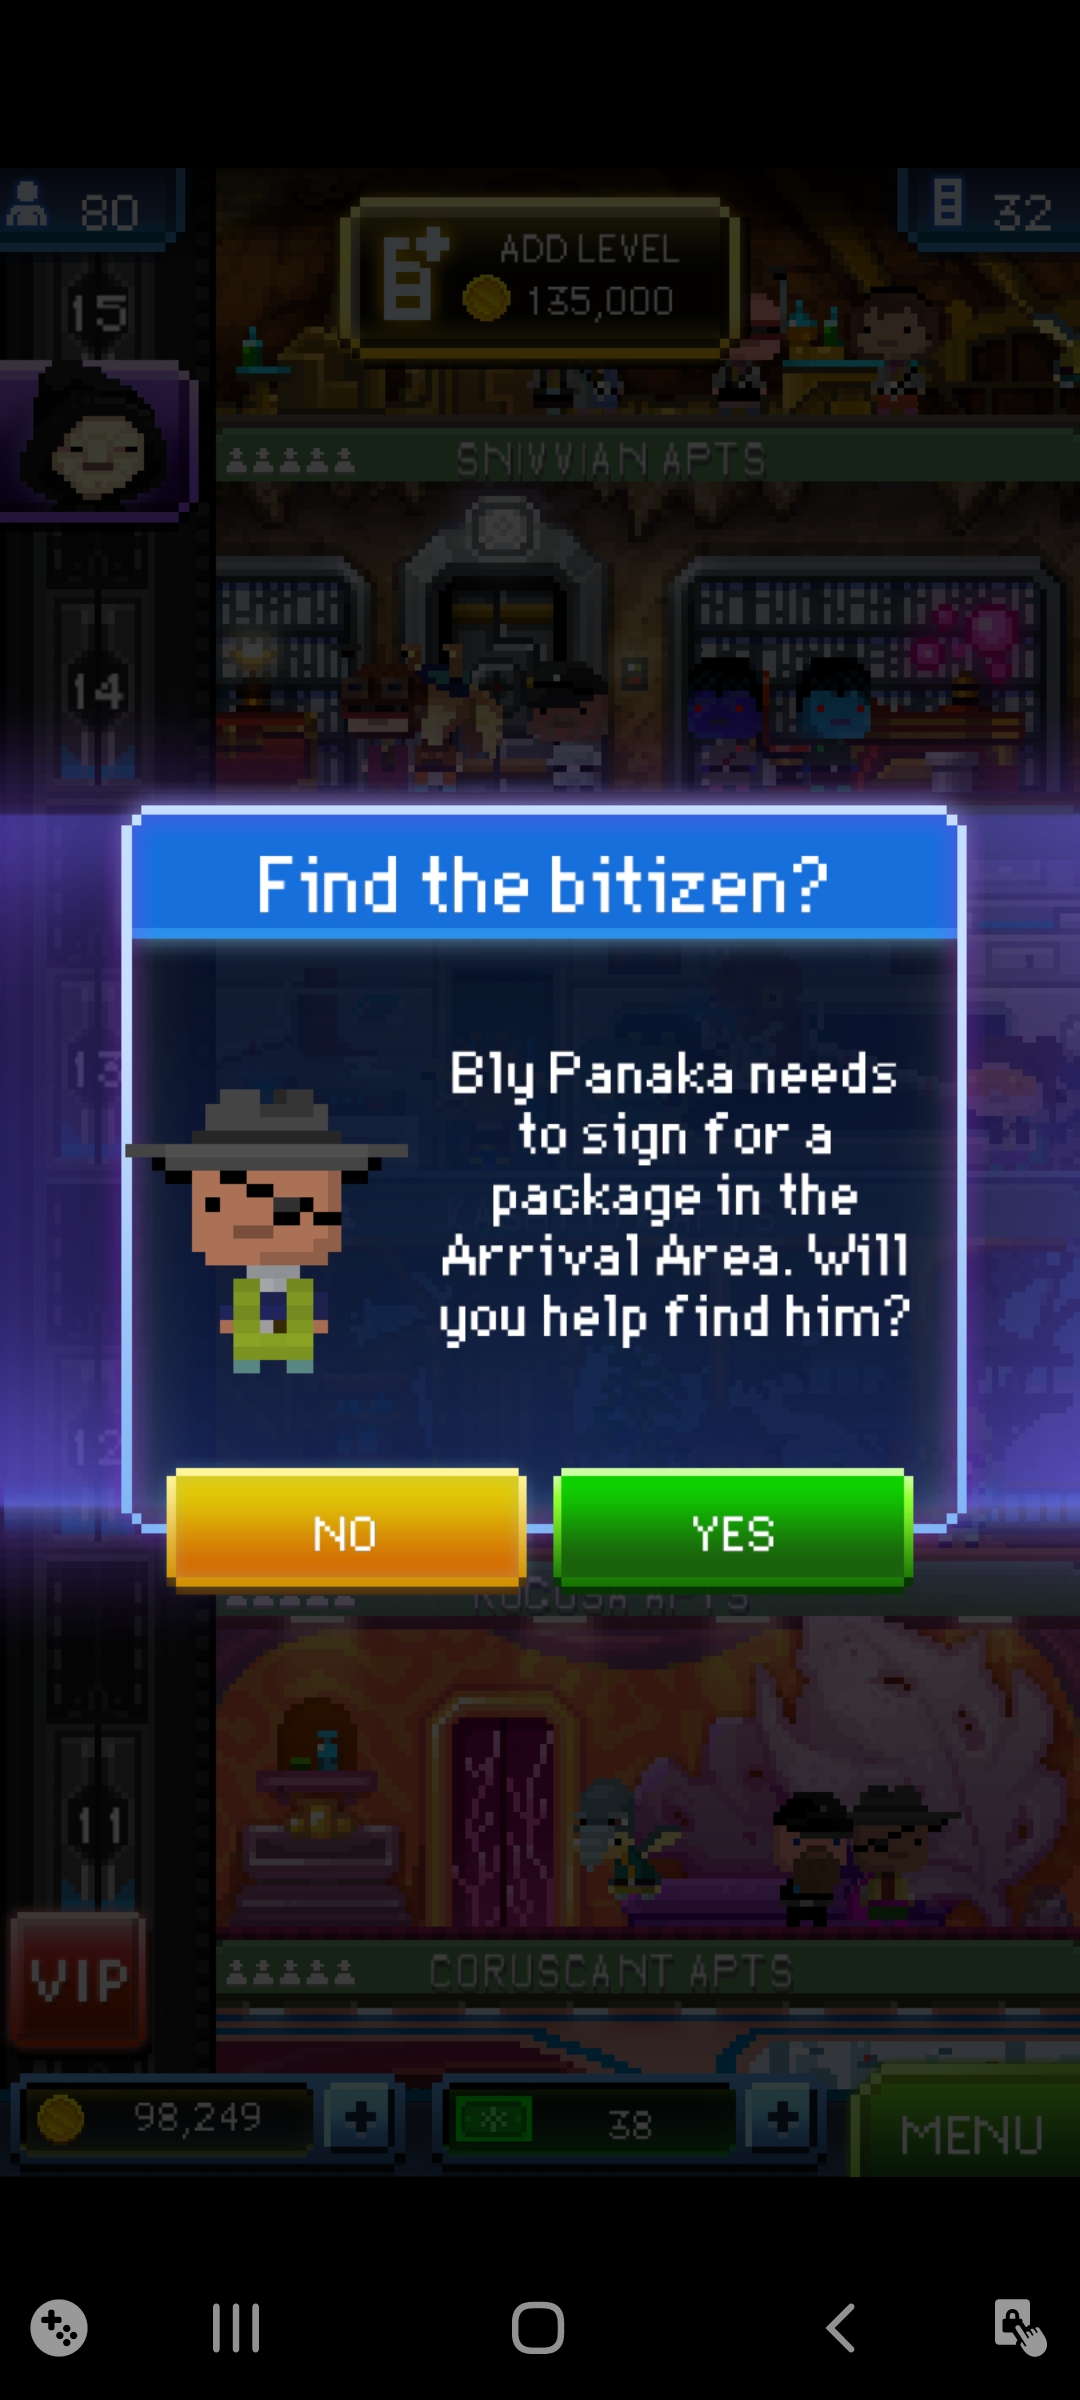 80
ADD LEVEL
135,000
32
15
SNIVVIAN APTS
14
Find the bitizen?
13
Bly Panaka needs
to sign for a
package in the
Arrival Area. Will
you help find him?
12
NO
YES
11
VIP
CORUSCANT APTS
98,249
38
MENU